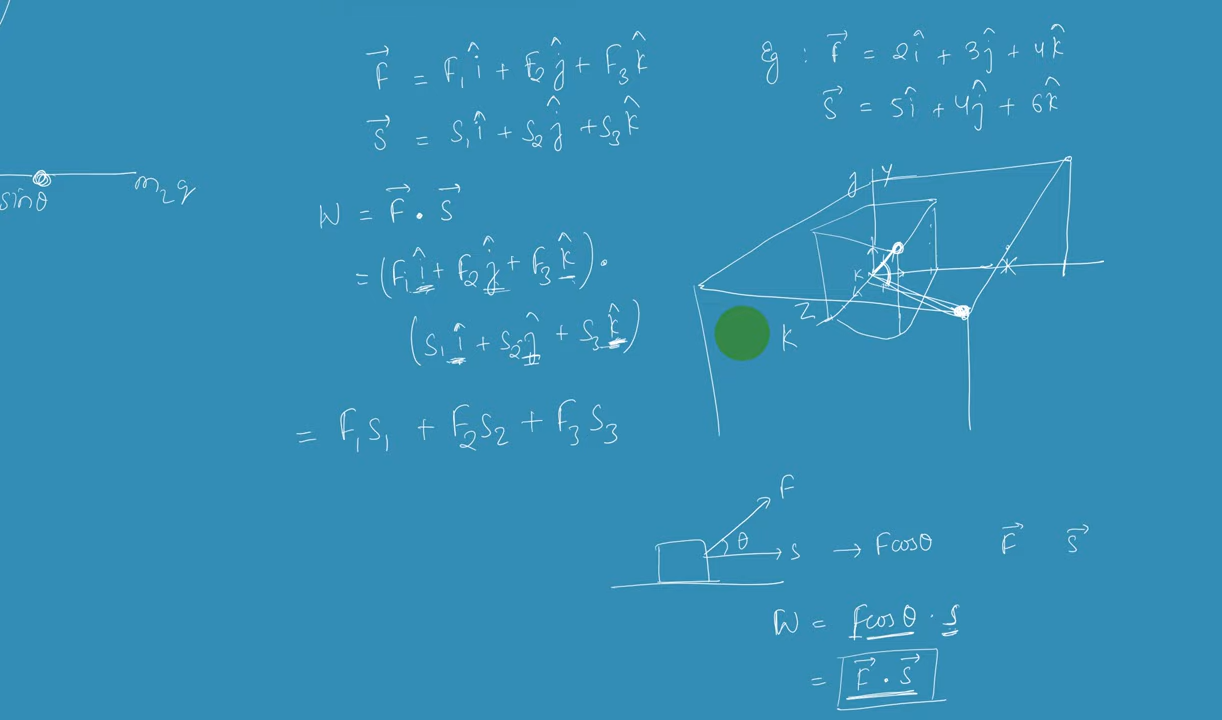 F⃗ = F₁î + F₂ĵ + F₃k̂
S⃗ = S₁î + S₂ĵ + S₃k̂
W = F⃗ . S⃗
= (F₁î + F₂ĵ + F₃k̂) .
(S₁î + S₂ĵ + S₃k̂)
= F₁S₁ + F₂S₂ + F₃S₃
sinθ
m₂g
Eg : F⃗ = 2î + 3ĵ + 4k̂
S⃗ = 5î + 4ĵ + 6k̂
j Y
K
X
Z
K
F
θ
S → Fcosθ F⃗ S⃗
W = Fcosθ . S
= F⃗ . S⃗